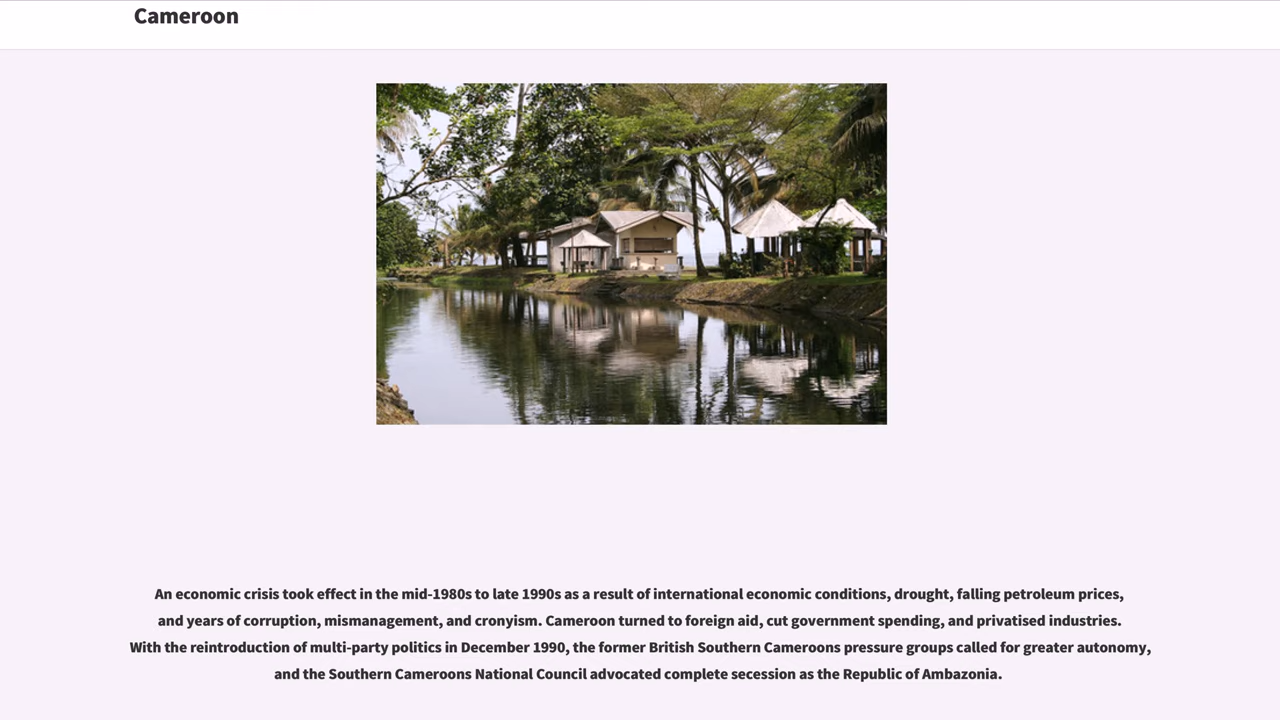 Cameroon
An economic crisis took effect in the mid-1980s to late 1990s as a result of international economic conditions, drought, falling petroleum prices,
and years of corruption, mismanagement, and cronyism. Cameroon turned to foreign aid, cut government spending, and privatised industries.
With the reintroduction of multi-party politics in December 1990, the former British Southern Cameroons pressure groups called for greater autonomy,
and the Southern Cameroons National Council advocated complete secession as the Republic of Ambazonia.